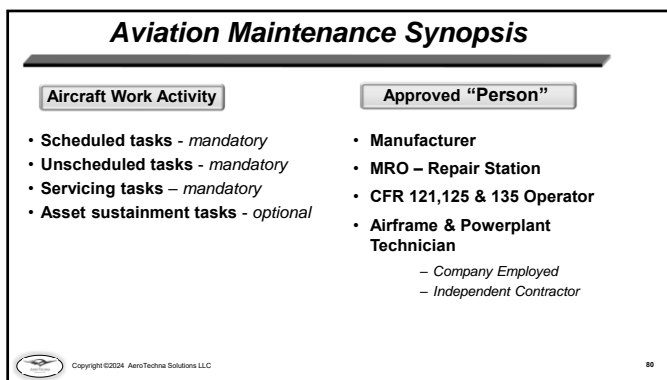 Aviation Maintenance Synopsis
Aircraft Work Activity
• Scheduled tasks - mandatory
• Unscheduled tasks - mandatory
• Servicing tasks – mandatory
• Asset sustainment tasks - optional
Approved “Person”
• Manufacturer
• MRO – Repair Station
• CFR 121,125 & 135 Operator
• Airframe & Powerplant
Technician
– Company Employed
– Independent Contractor
Copyright ©2024 AeroTechna Solutions LLC
80